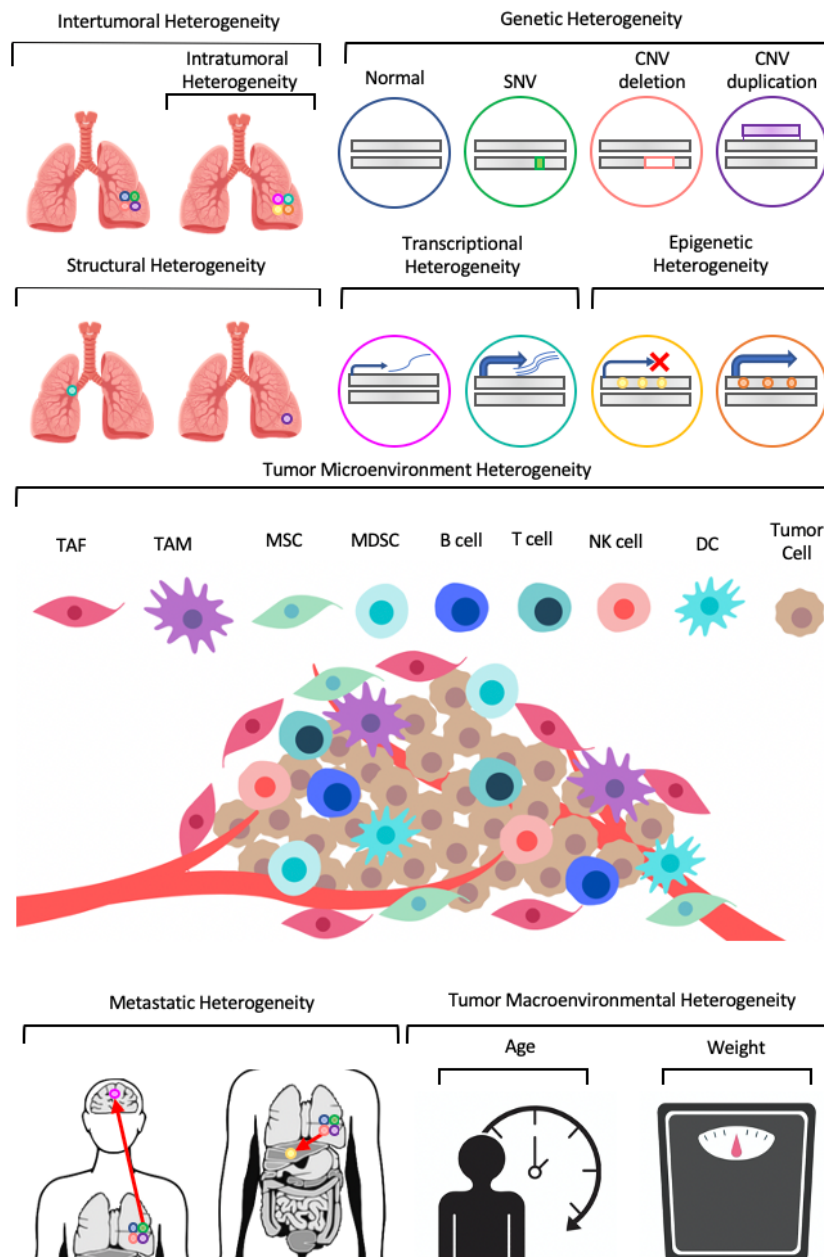 Intertumoral Heterogeneity
Intratumoral
Heterogeneity
Genetic Heterogeneity
Normal
SNV
CNV
deletion
CNV
duplication
Structural Heterogeneity
Transcriptional
Heterogeneity
Epigenetic
Heterogeneity
Tumor Microenvironment Heterogeneity
TAF
TAM
MSC
MDSC
B cell
T cell
NK cell
DC
Tumor
Cell
Metastatic Heterogeneity
Tumor Macroenvironmental Heterogeneity
Age
Weight